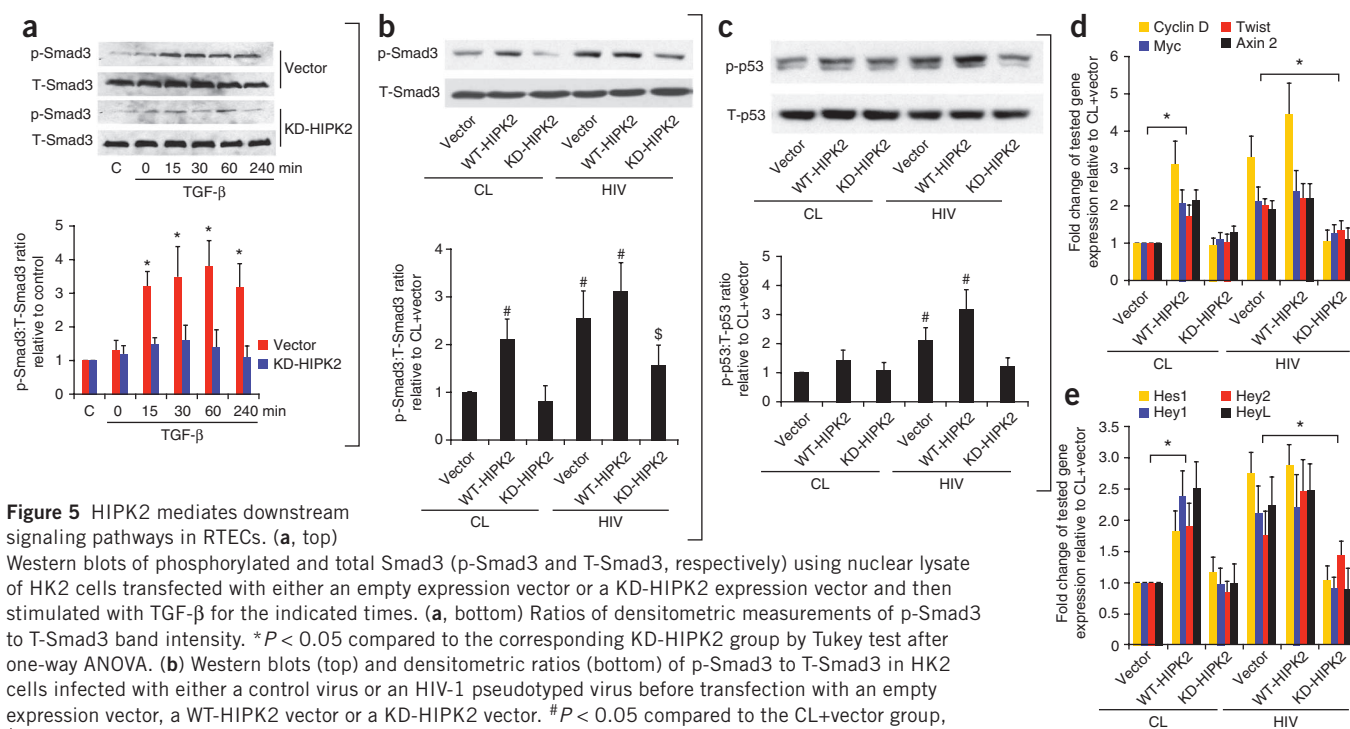 a
p-Smad3
T-Smad3
Vector
p-Smad3
T-Smad3
KD-HIPK2
C 0 15 30 60 240 min
TGF-β
p-Smad3:T-Smad3 ratio
relative to control
5
4
3
2
1
0
* * * *
Vector
KD-HIPK2
C 0 15 30 60 240 min
TGF-β
b
p-Smad3
T-Smad3
Vector WT-HIPK2 KD-HIPK2 Vector WT-HIPK2 KD-HIPK2
CL HIV
p-Smad3:T-Smad3 ratio
relative to CL+vector
4
3
2
1
0
# # # $
Vector WT-HIPK2 KD-HIPK2 Vector WT-HIPK2 KD-HIPK2
CL HIV
c
p-p53
T-p53
Vector WT-HIPK2 KD-HIPK2 Vector WT-HIPK2 KD-HIPK2
CL HIV
p-p53:T-p53 ratio
relative to CL+vector
5
4
3
2
1
0
# #
Vector WT-HIPK2 KD-HIPK2 Vector WT-HIPK2 KD-HIPK2
CL HIV
d
Cyclin D Twist
Myc Axin 2
Fold change of tested gene
expression relative to CL+vector
6
5
4
3
2
1
0
* *
Vector WT-HIPK2 KD-HIPK2 Vector WT-HIPK2 KD-HIPK2
CL HIV
e
Hes1 Hey2
Hey1 HeyL
Fold change of tested gene
expression relative to CL+vector
3.5
3.0
2.5
2.0
1.5
1.0
0.5
0
* *
Vector WT-HIPK2 KD-HIPK2 Vector WT-HIPK2 KD-HIPK2
CL HIV
Figure 5 HIPK2 mediates downstream
signaling pathways in RTECs. (a, top)
Western blots of phosphorylated and total Smad3 (p-Smad3 and T-Smad3, respectively) using nuclear lysate
of HK2 cells transfected with either an empty expression vector or a KD-HIPK2 expression vector and then
stimulated with TGF-β for the indicated times. (a, bottom) Ratios of densitometric measurements of p-Smad3
to T-Smad3 band intensity. *P < 0.05 compared to the corresponding KD-HIPK2 group by Tukey test after
one-way ANOVA. (b) Western blots (top) and densitometric ratios (bottom) of p-Smad3 to T-Smad3 in HK2
cells infected with either a control virus or an HIV-1 pseudotyped virus before transfection with an empty
expression vector, a WT-HIPK2 vector or a KD-HIPK2 vector. #P < 0.05 compared to the CL+vector group,